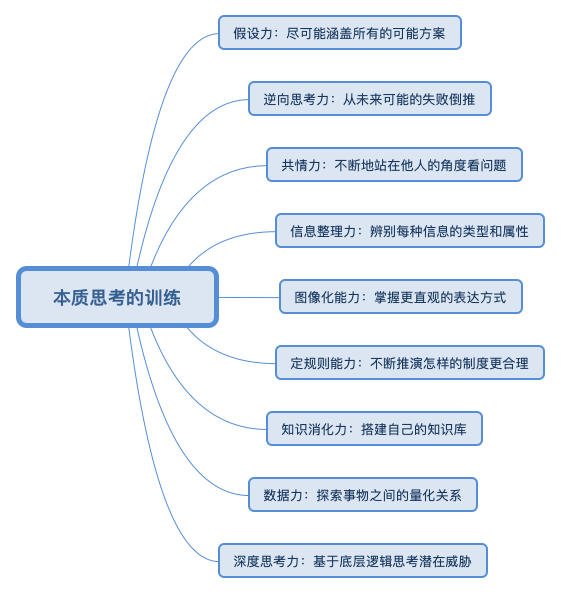 假设力：尽可能涵盖所有的可能方案
逆向思考力：从未来可能的失败倒推
共情力：不断地站在他人的角度看问题
信息整理力：辨别每种信息的类型和属性
本质思考的训练
图像化能力：掌握更直观的表达方式
定规则能力：不断推演怎样的制度更合理
知识消化力：搭建自己的知识库
数据力：探索事物之间的量化关系
深度思考力：基于底层逻辑思考潜在威胁